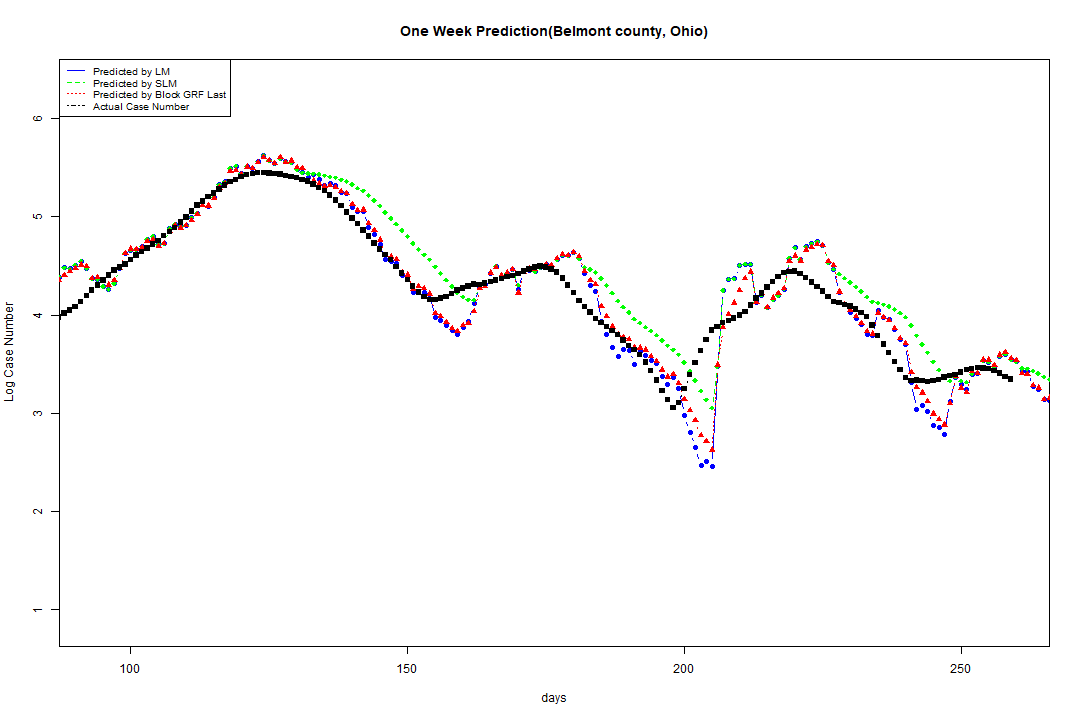 One Week Prediction(Belmont county, Ohio)
Predicted by LM
Predicted by SLM
Predicted by Block GRF Last
Actual Case Number
6
5
4
3
2
1
Log Case Number
100 150 200 250
days